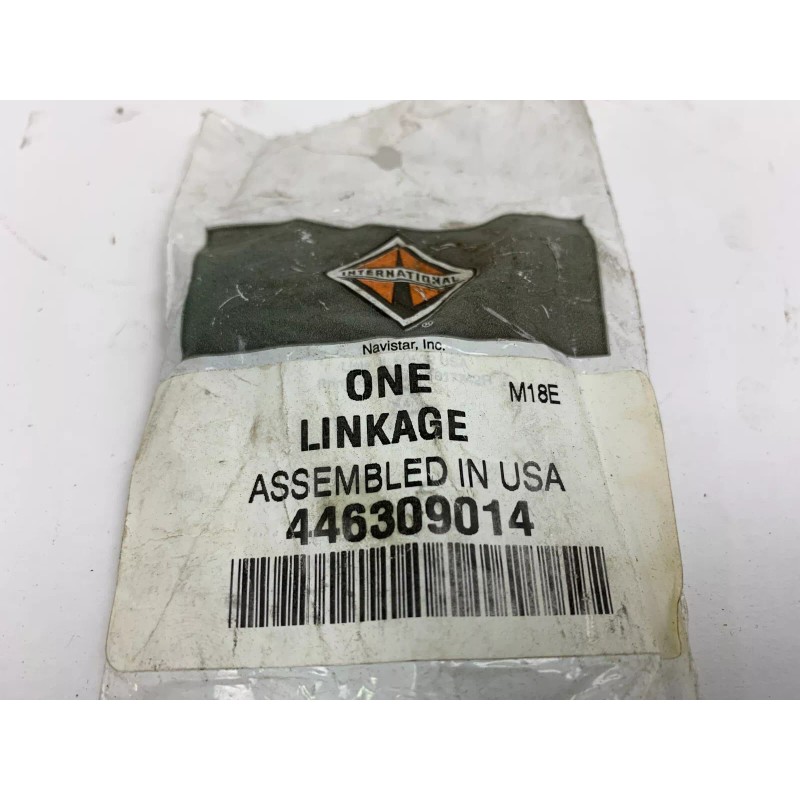 INTERNATIONAL
®
Navistar, Inc.
ONE
M18E
LINKAGE
ASSEMBLED IN USA
446309014